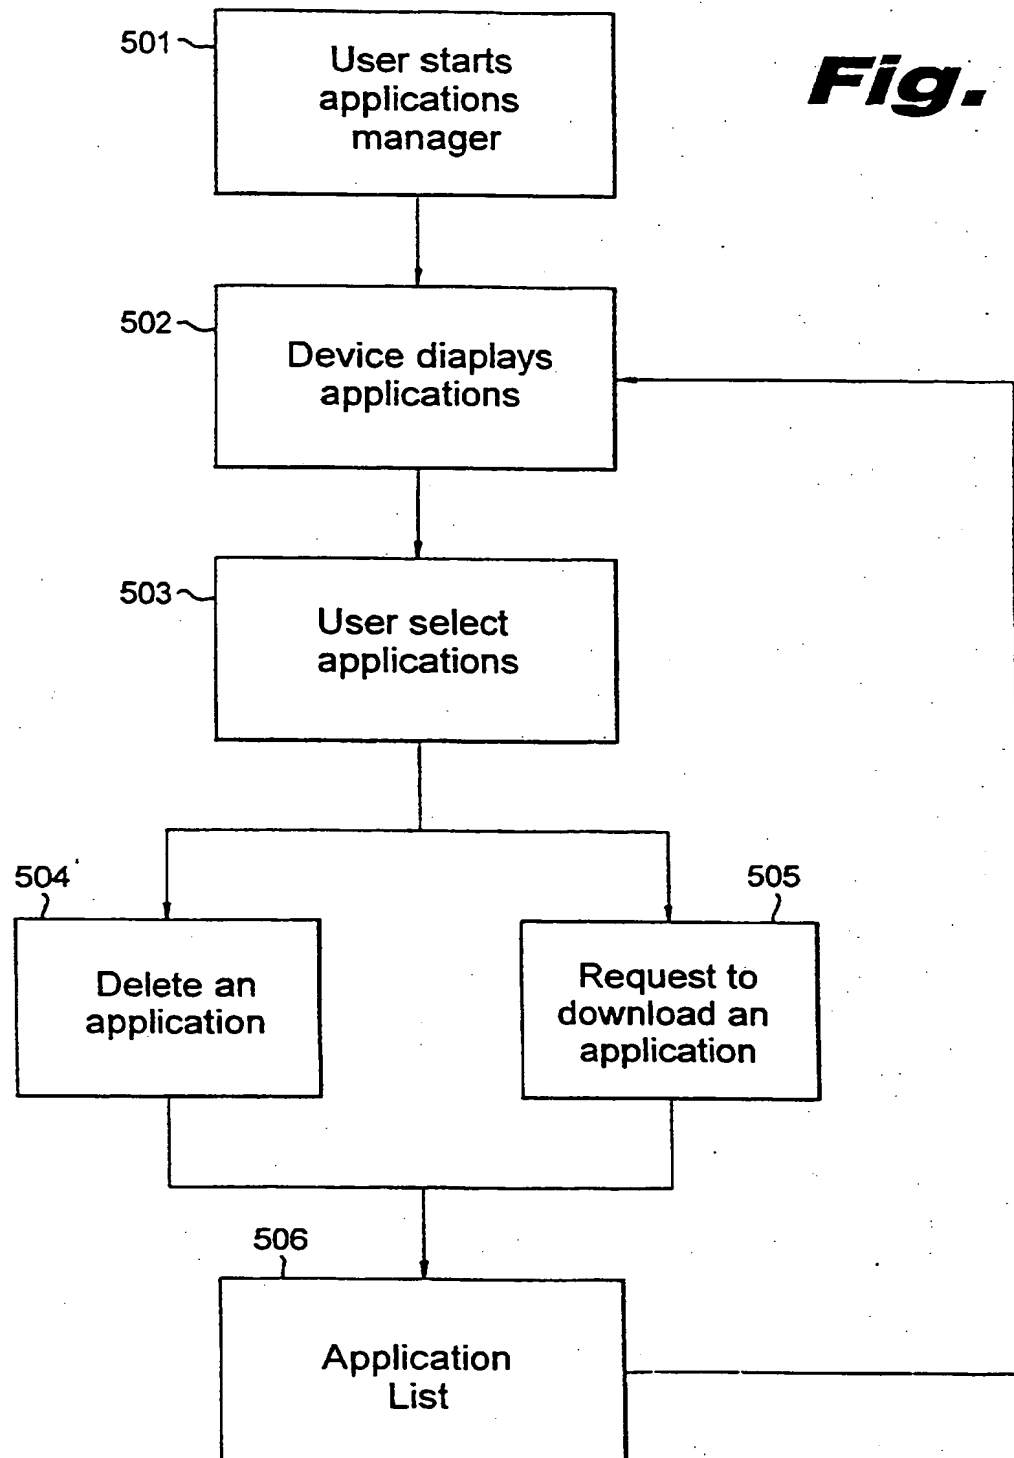 501
User starts
applications
manager
Fig.
502
Device diaplays
applications
503
User select
applications
504
Delete an
application
505
Request to
download an
application
506
Application
List